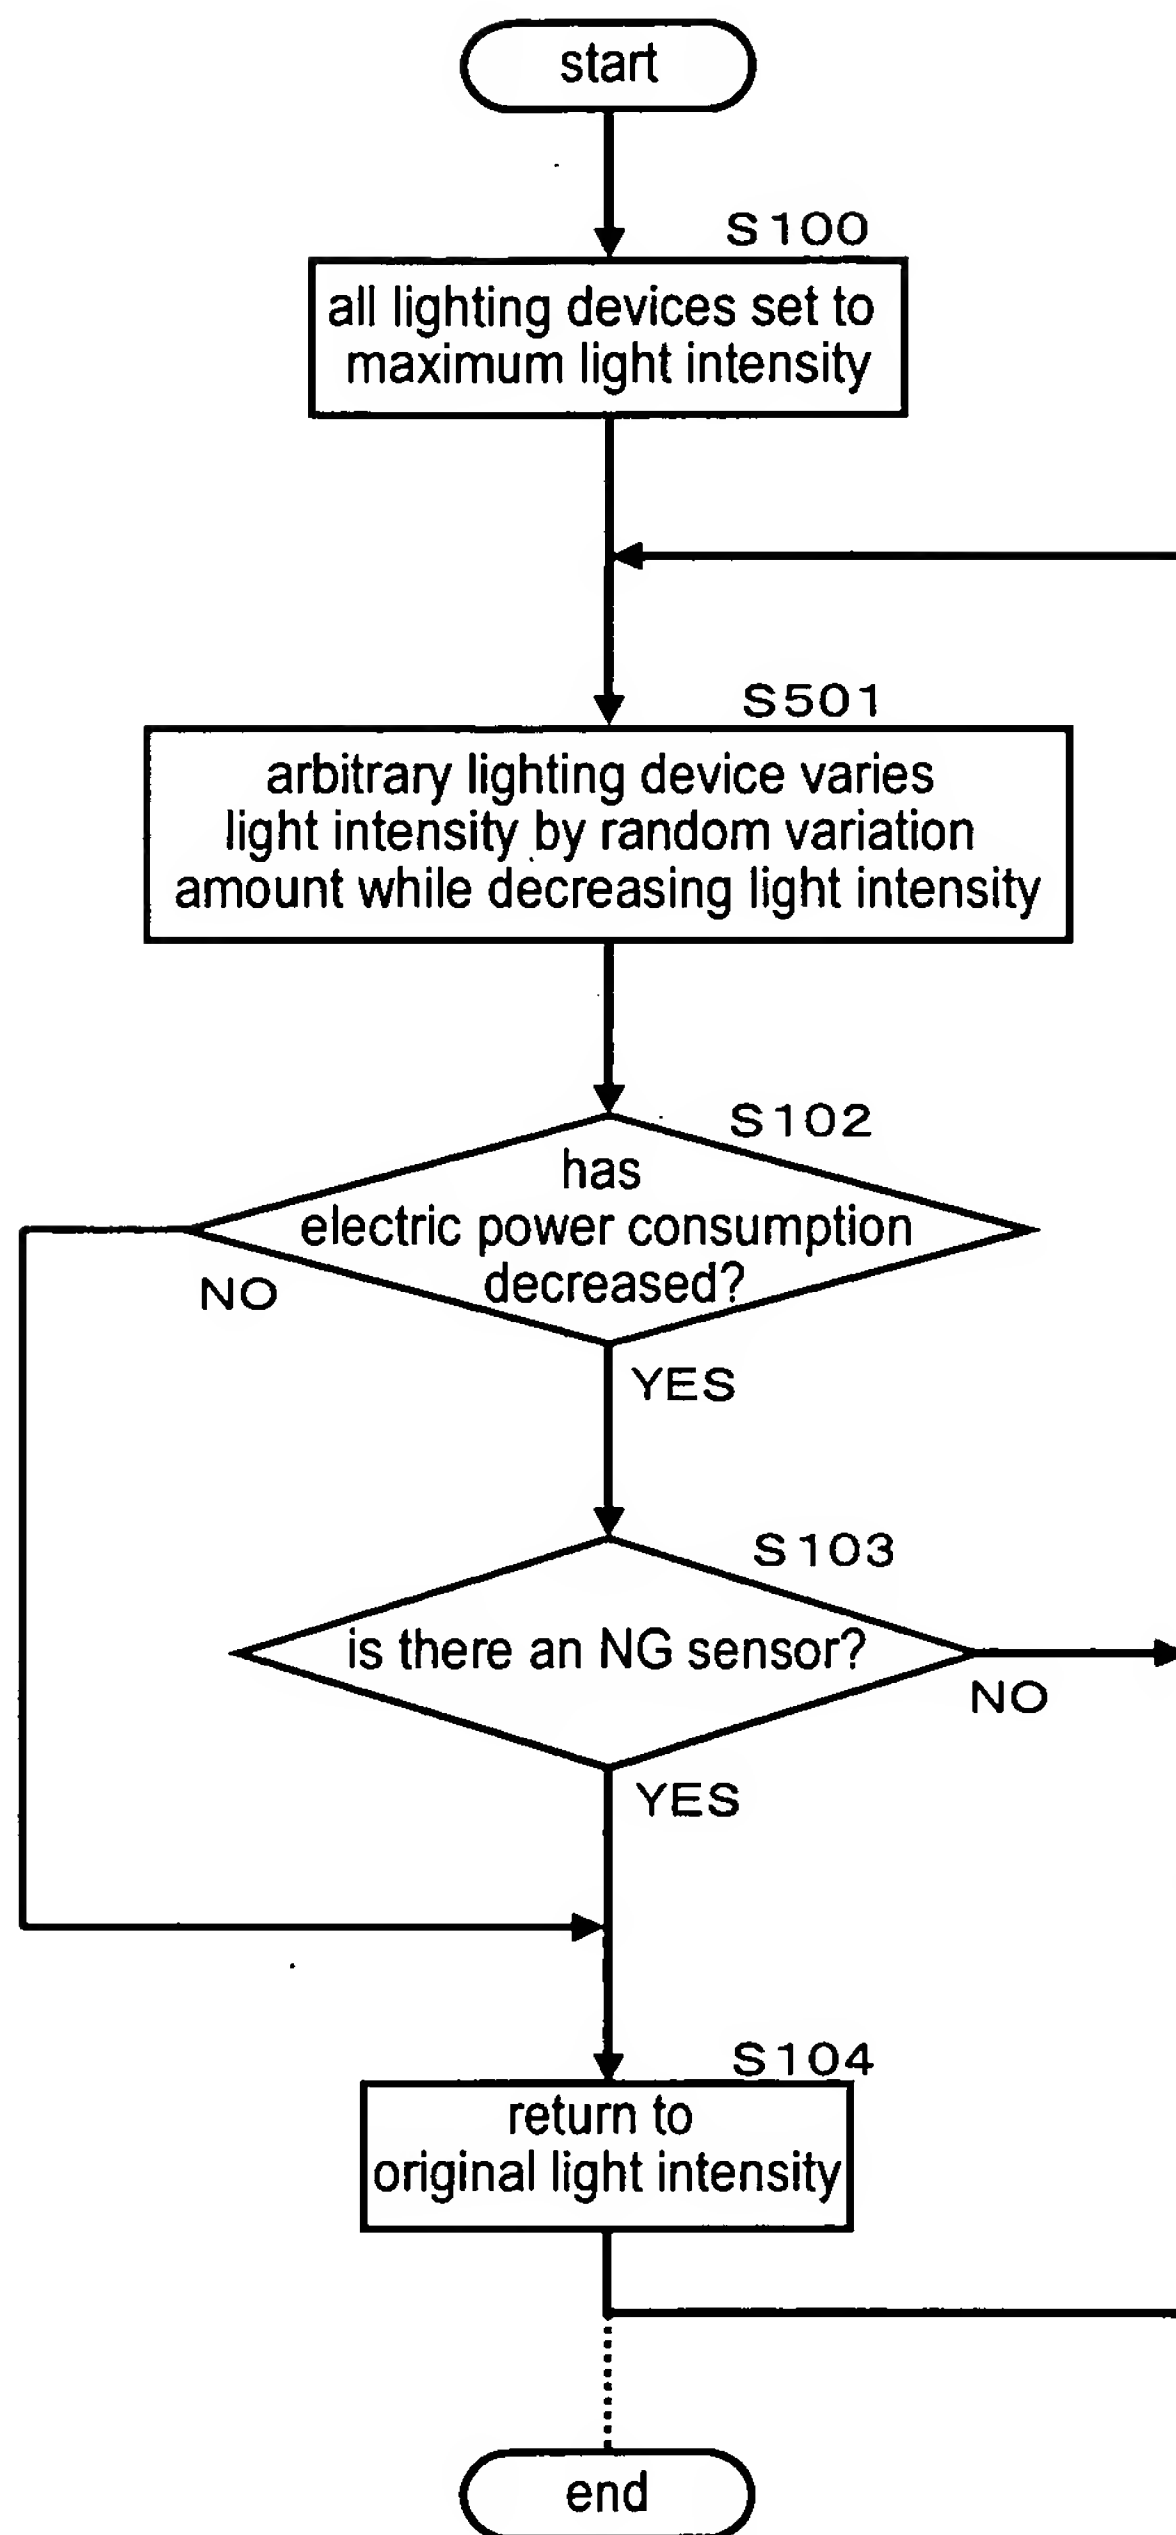 start
S100
all lighting devices set to
maximum light intensity
S501
arbitrary lighting device varies
light intensity by random variation
amount while decreasing light intensity
S102
has
electric power consumption
decreased?
NO
YES
S103
is there an NG sensor?
NO
YES
S104
return to
original light intensity
end